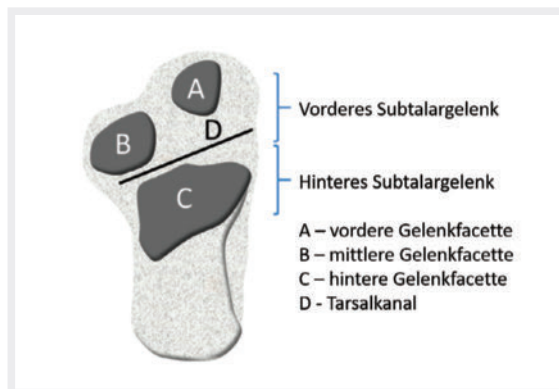 A
B
D
C
Vorderes Subtalargelenk
Hinteres Subtalargelenk
A – vordere Gelenkfacette
B – mittlere Gelenkfacette
C – hintere Gelenkfacette
D - Tarsalkanal